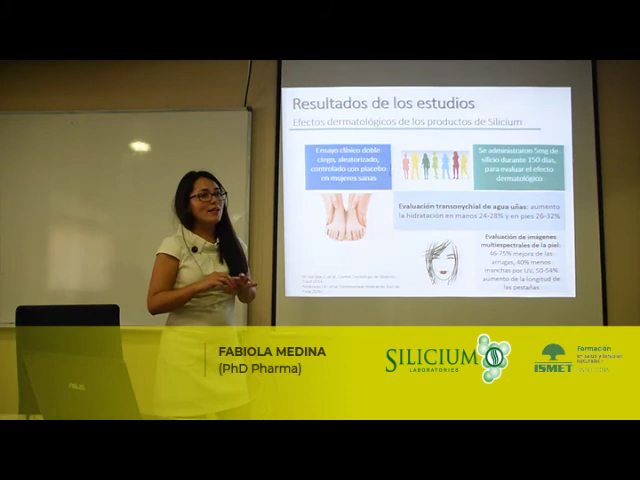 Resultados de los estudios
Efectos dermatológicos de los productos de Silicium
Ensayo clínico doble
ciego, aleatorizado,
controlado con placebo
en mujeres sanas
Se administraron 5mg de
silicio durante 150 días,
para evaluar el efecto
dermatológico
Evaluación transonychial de agua uñas: aumento
la hidratación en manos 24-28% y en pies 26-32%
Evaluación de imágenes
multiespectrales de la piel:
46-75% mejora de las
arrugas, 40% menos
manchas por UV, 50-54%
aumento de la longitud de
las pestañas
FABIOLA MEDINA
(PhD Pharma)
SILICIUM
LABORATORIES
ISMET
Formación
ASUS